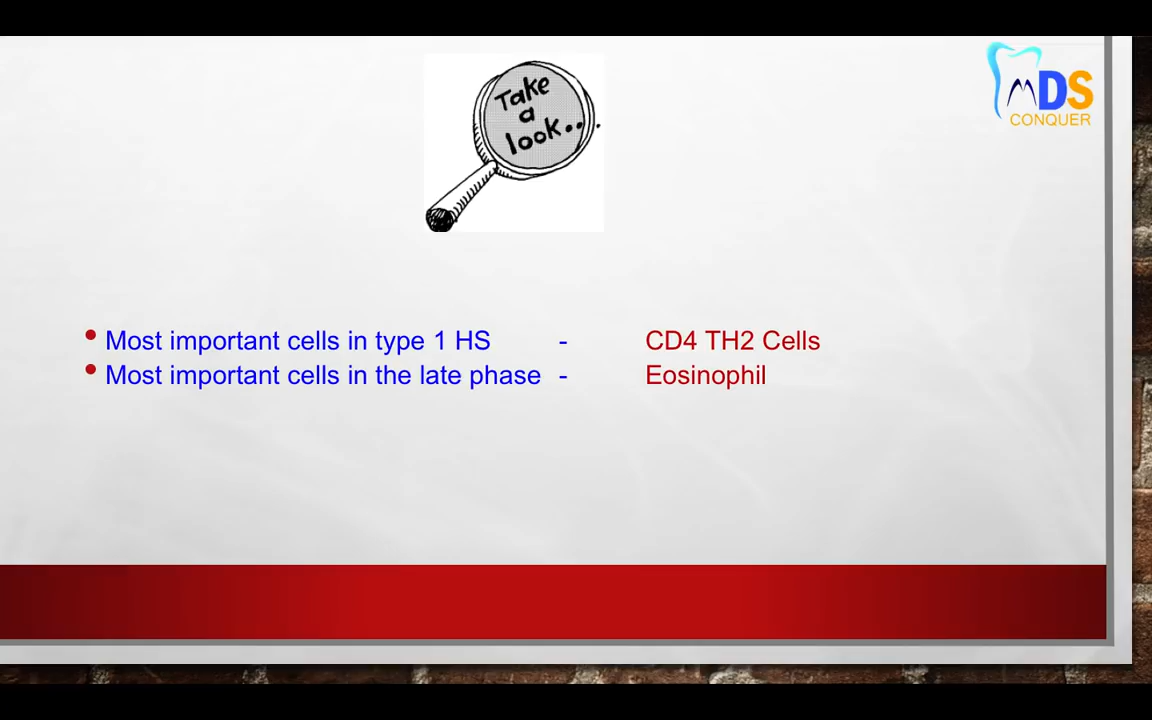 Take
a
look..
MDS
CONQUER
• Most important cells in type 1 HS - CD4 TH2 Cells
• Most important cells in the late phase - Eosinophil